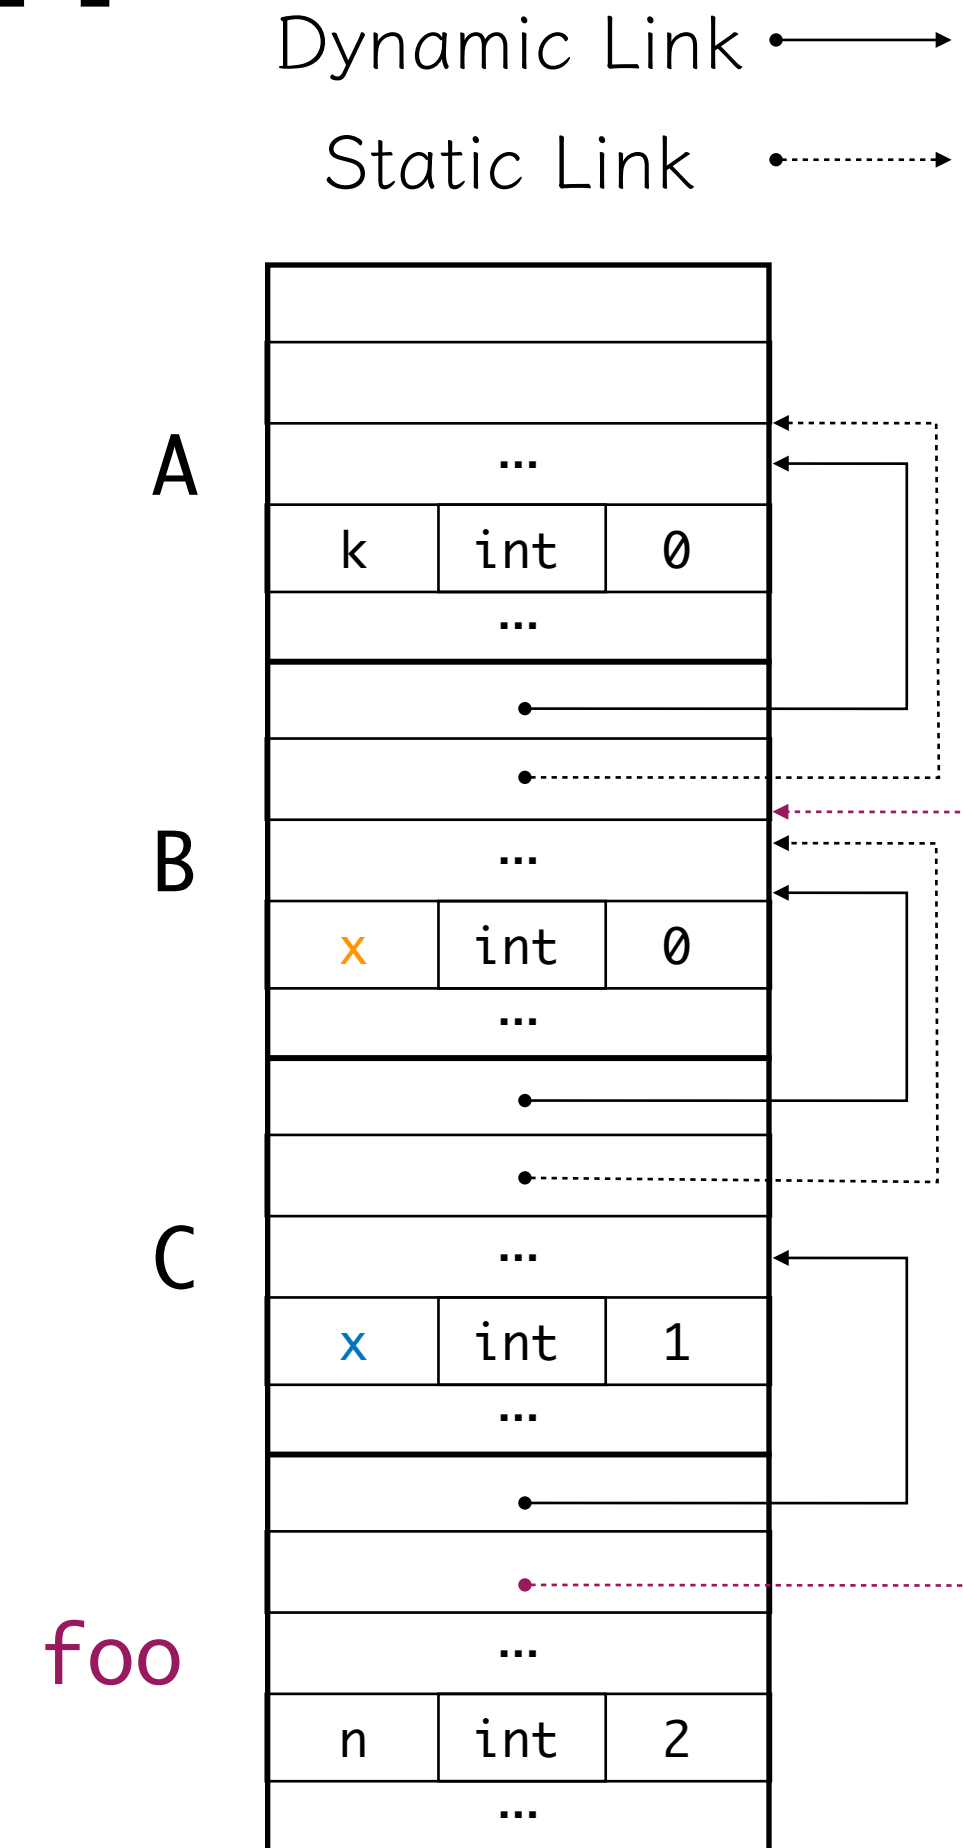 Dynamic Link
Static Link
A
...
k int 0
...
B
...
x int 0
...
C
...
x int 1
...
foo
...
n int 2
...